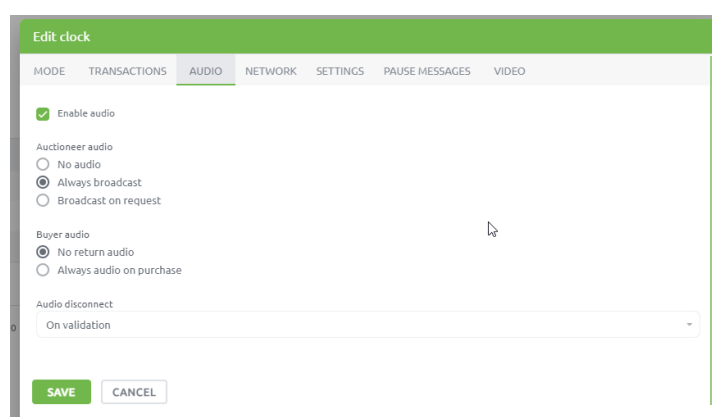 Edit clock
MODE TRANSACTIONS AUDIO NETWORK SETTINGS PAUSE MESSAGES VIDEO
Enable audio
Auctioneer audio
No audio
Always broadcast
Broadcast on request
Buyer audio
No return audio
Always audio on purchase
Audio disconnect
On validation
SAVE CANCEL